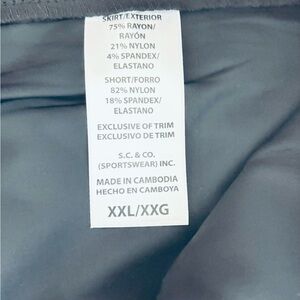 SKIRT/EXTERIOR
75% RAYON/
RAYÓN
21% NYLON
4% SPANDEX/
ELASTANO
SHORT/FORRO
82% NYLON
18% SPANDEX/
ELASTANO
EXCLUSIVE OF TRIM
EXCLUSIVO DE TRIM
S.C. & CO.
(SPORTSWEAR) INC.
MADE IN CAMBODIA
HECHO EN CAMBOYA
XXL/XXG